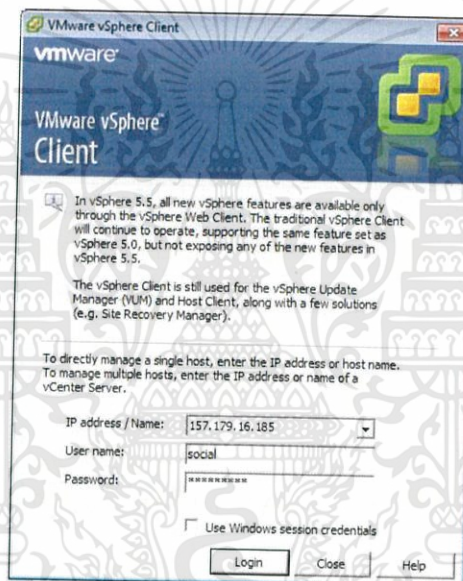 VMware vSphere Client
vmware
VMware vSphere™
Client
In vSphere 5.5, all new vSphere features are available only
through the vSphere Web Client. The traditional vSphere Client
will continue to operate, supporting the same feature set as
vSphere 5.0, but not exposing any of the new features in
vSphere 5.5.
The vSphere Client is still used for the vSphere Update
Manager (VUM) and Host Client, along with a few solutions
(e.g. Site Recovery Manager).
To directly manage a single host, enter the IP address or host name.
To manage multiple hosts, enter the IP address or name of a
vCenter Server.
IP address / Name: 157.179.16.185
User name: social
Password: *********
Use Windows session credentials
Login Close Help